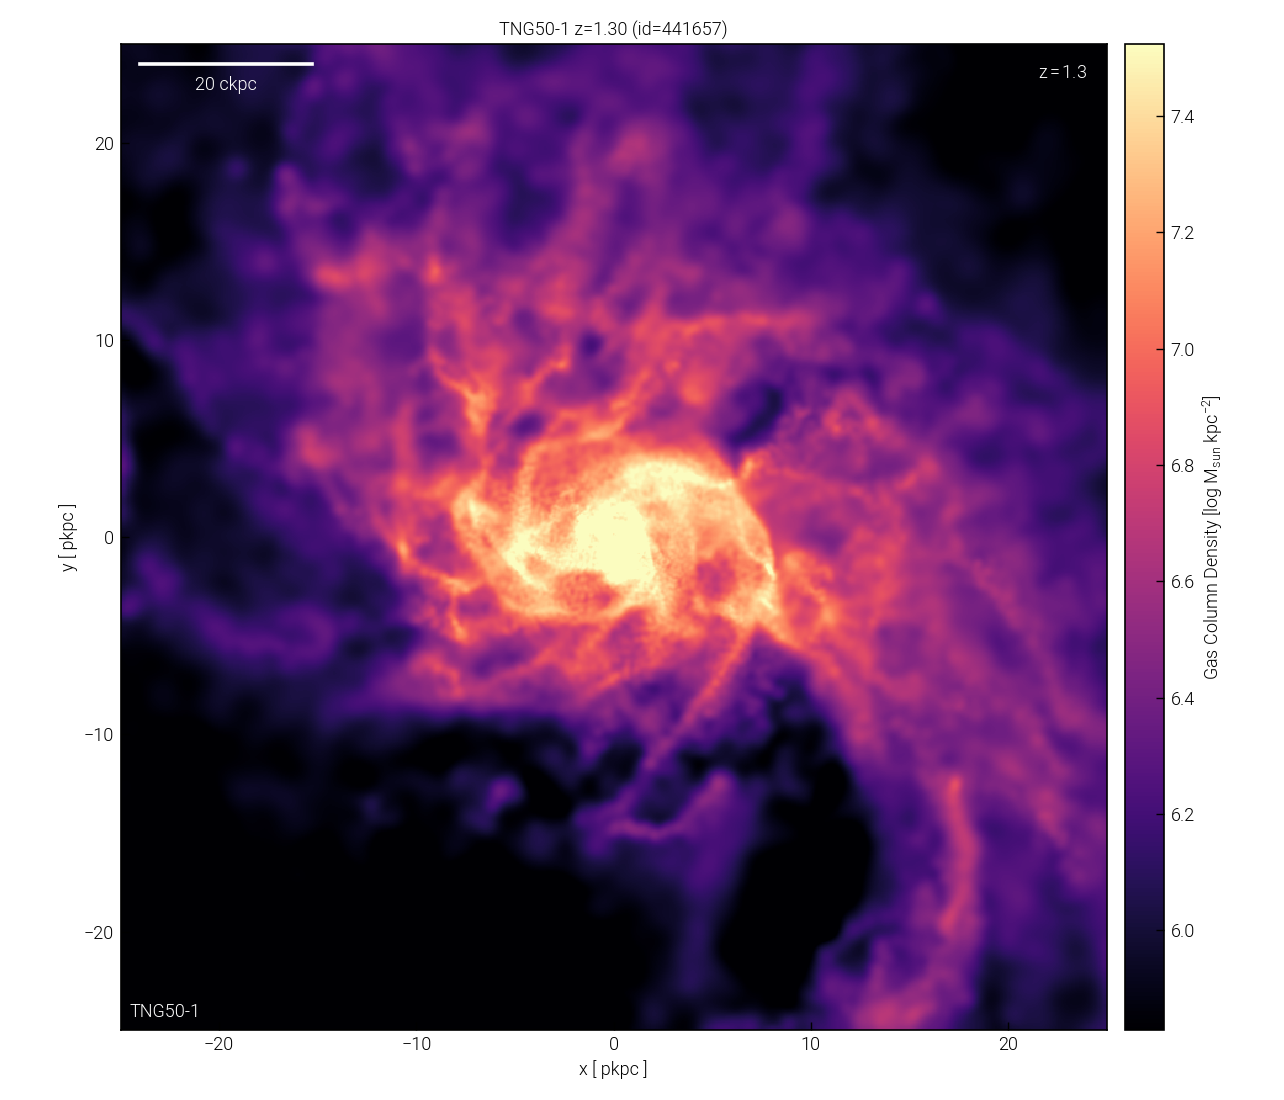 TNG50-1 z=1.30 (id=441657)
20 ckpc
z = 1.3
TNG50-1
20
10
0
−10
−20
y [ pkpc ]
−20
−10
0
10
20
x [ pkpc ]
7.4
7.2
7.0
6.8
6.6
6.4
6.2
6.0
Gas Column Density [log M_sun kpc^−2]